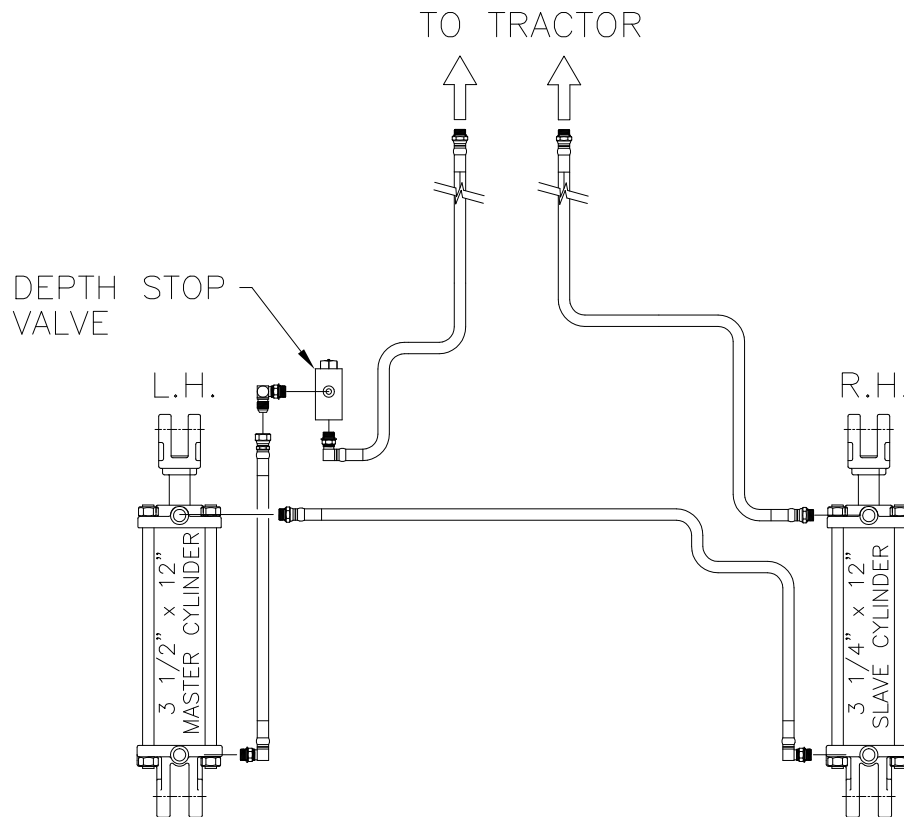 TO TRACTOR
DEPTH STOP
VALVE
L.H.
R.H.
3 1/2" x 12"
MASTER CYLINDER
3 1/4" x 12"
SLAVE CYLINDER